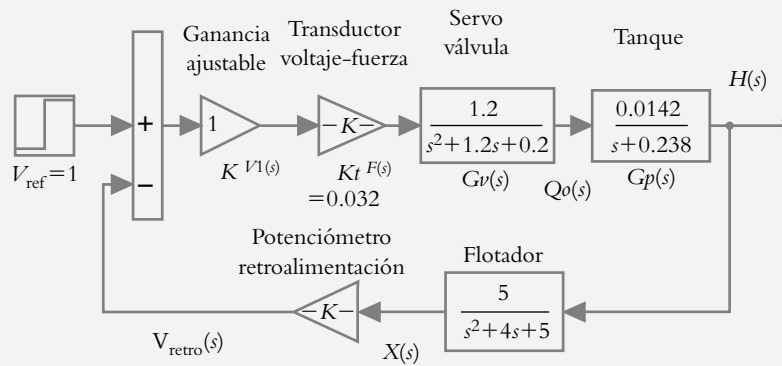 Ganancia
ajustable
Transductor
voltaje-fuerza
Servo
válvula
Tanque
H(s)
+
−
1
−K−
1.2
s²+1.2s+0.2
0.0142
s+0.238
V_ref=1
K V1(s)
Kt F(s)
=0.032
Gv(s)
Qo(s)
Gp(s)
Potenciómetro
retroalimentación
Flotador
−K−
5
s²+4s+5
V_retro(s)
X(s)